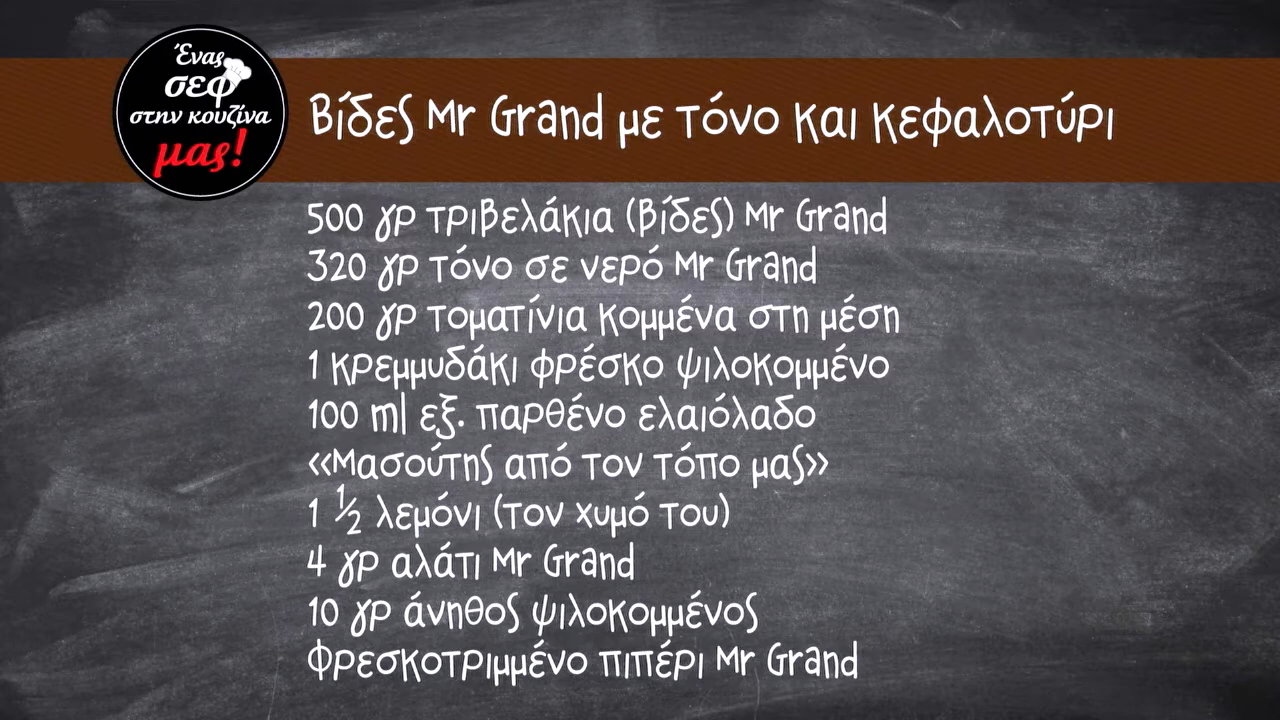 Ένας
σεφ
στην κουζίνα
μας!
Βίδες Mr Grand με τόνο και κεφαλοτύρι
500 γρ τριβελάκια (βίδες) Mr Grand
320 γρ τόνο σε νερό Mr Grand
200 γρ τοματίνια κομμένα στη μέση
1 κρεμμυδάκι φρέσκο ψιλοκομμένο
100 ml εξ. παρθένο ελαιόλαδο
«Μασούτης από τον τόπο μας»
1 ½ λεμόνι (τον χυμό του)
4 γρ αλάτι Mr Grand
10 γρ άνηθος ψιλοκομμένος
Φρεσκοτριμμένο πιπέρι Mr Grand